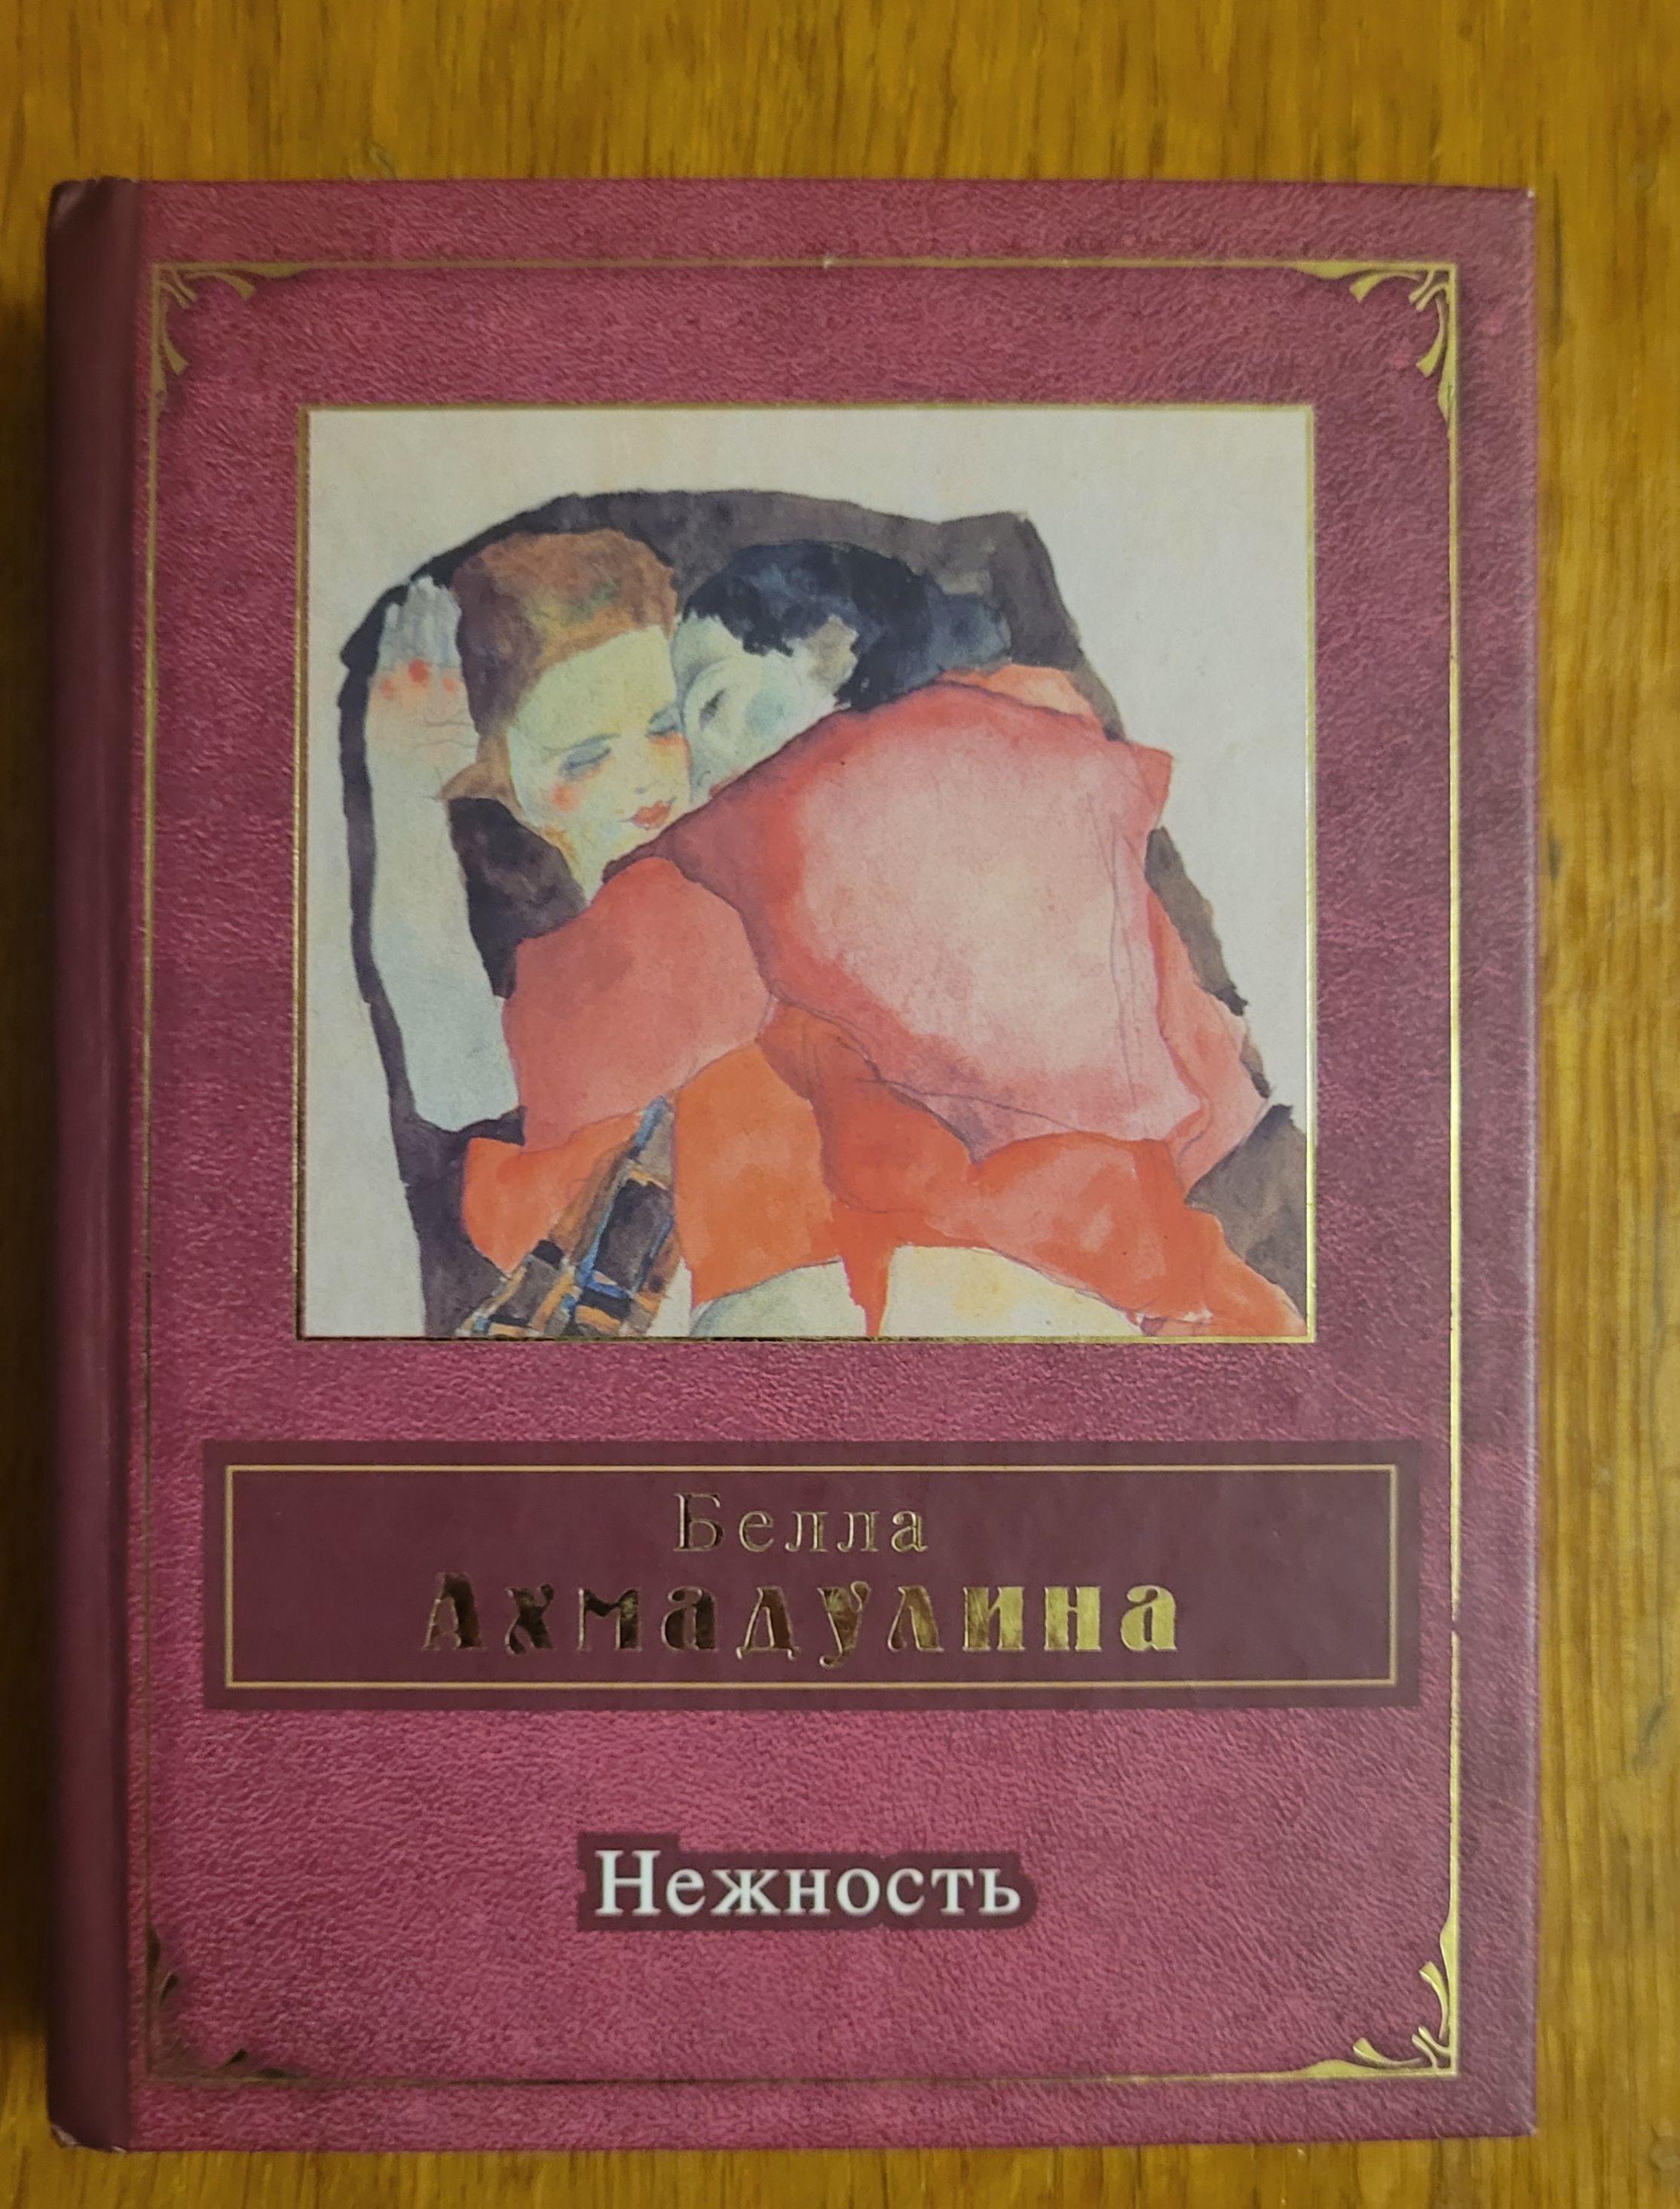 Белла
Ахмадулина
Нежность